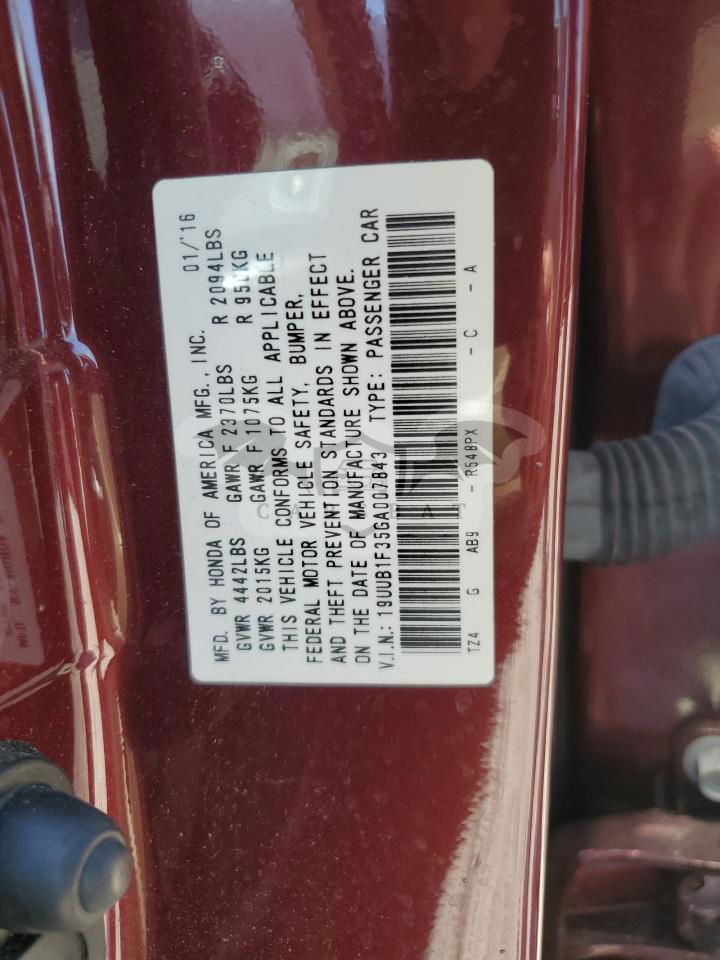 MFD. BY HONDA OF AMERICA MFG., INC. 01/'16
GVWR 4442LBS GAWR F 2370LBS R 2094LBS
GVWR 2015KG GAWR F 1075KG R 950KG
THIS VEHICLE CONFORMS TO ALL APPLICABLE
FEDERAL MOTOR VEHICLE SAFETY, BUMPER,
AND THEFT PREVENTION STANDARDS IN EFFECT
ON THE DATE OF MANUFACTURE SHOWN ABOVE.
V.I.N.: 19UUB1F35GA007843 TYPE: PASSENGER CAR
TZ4 G AB9 - R548PX - C - A